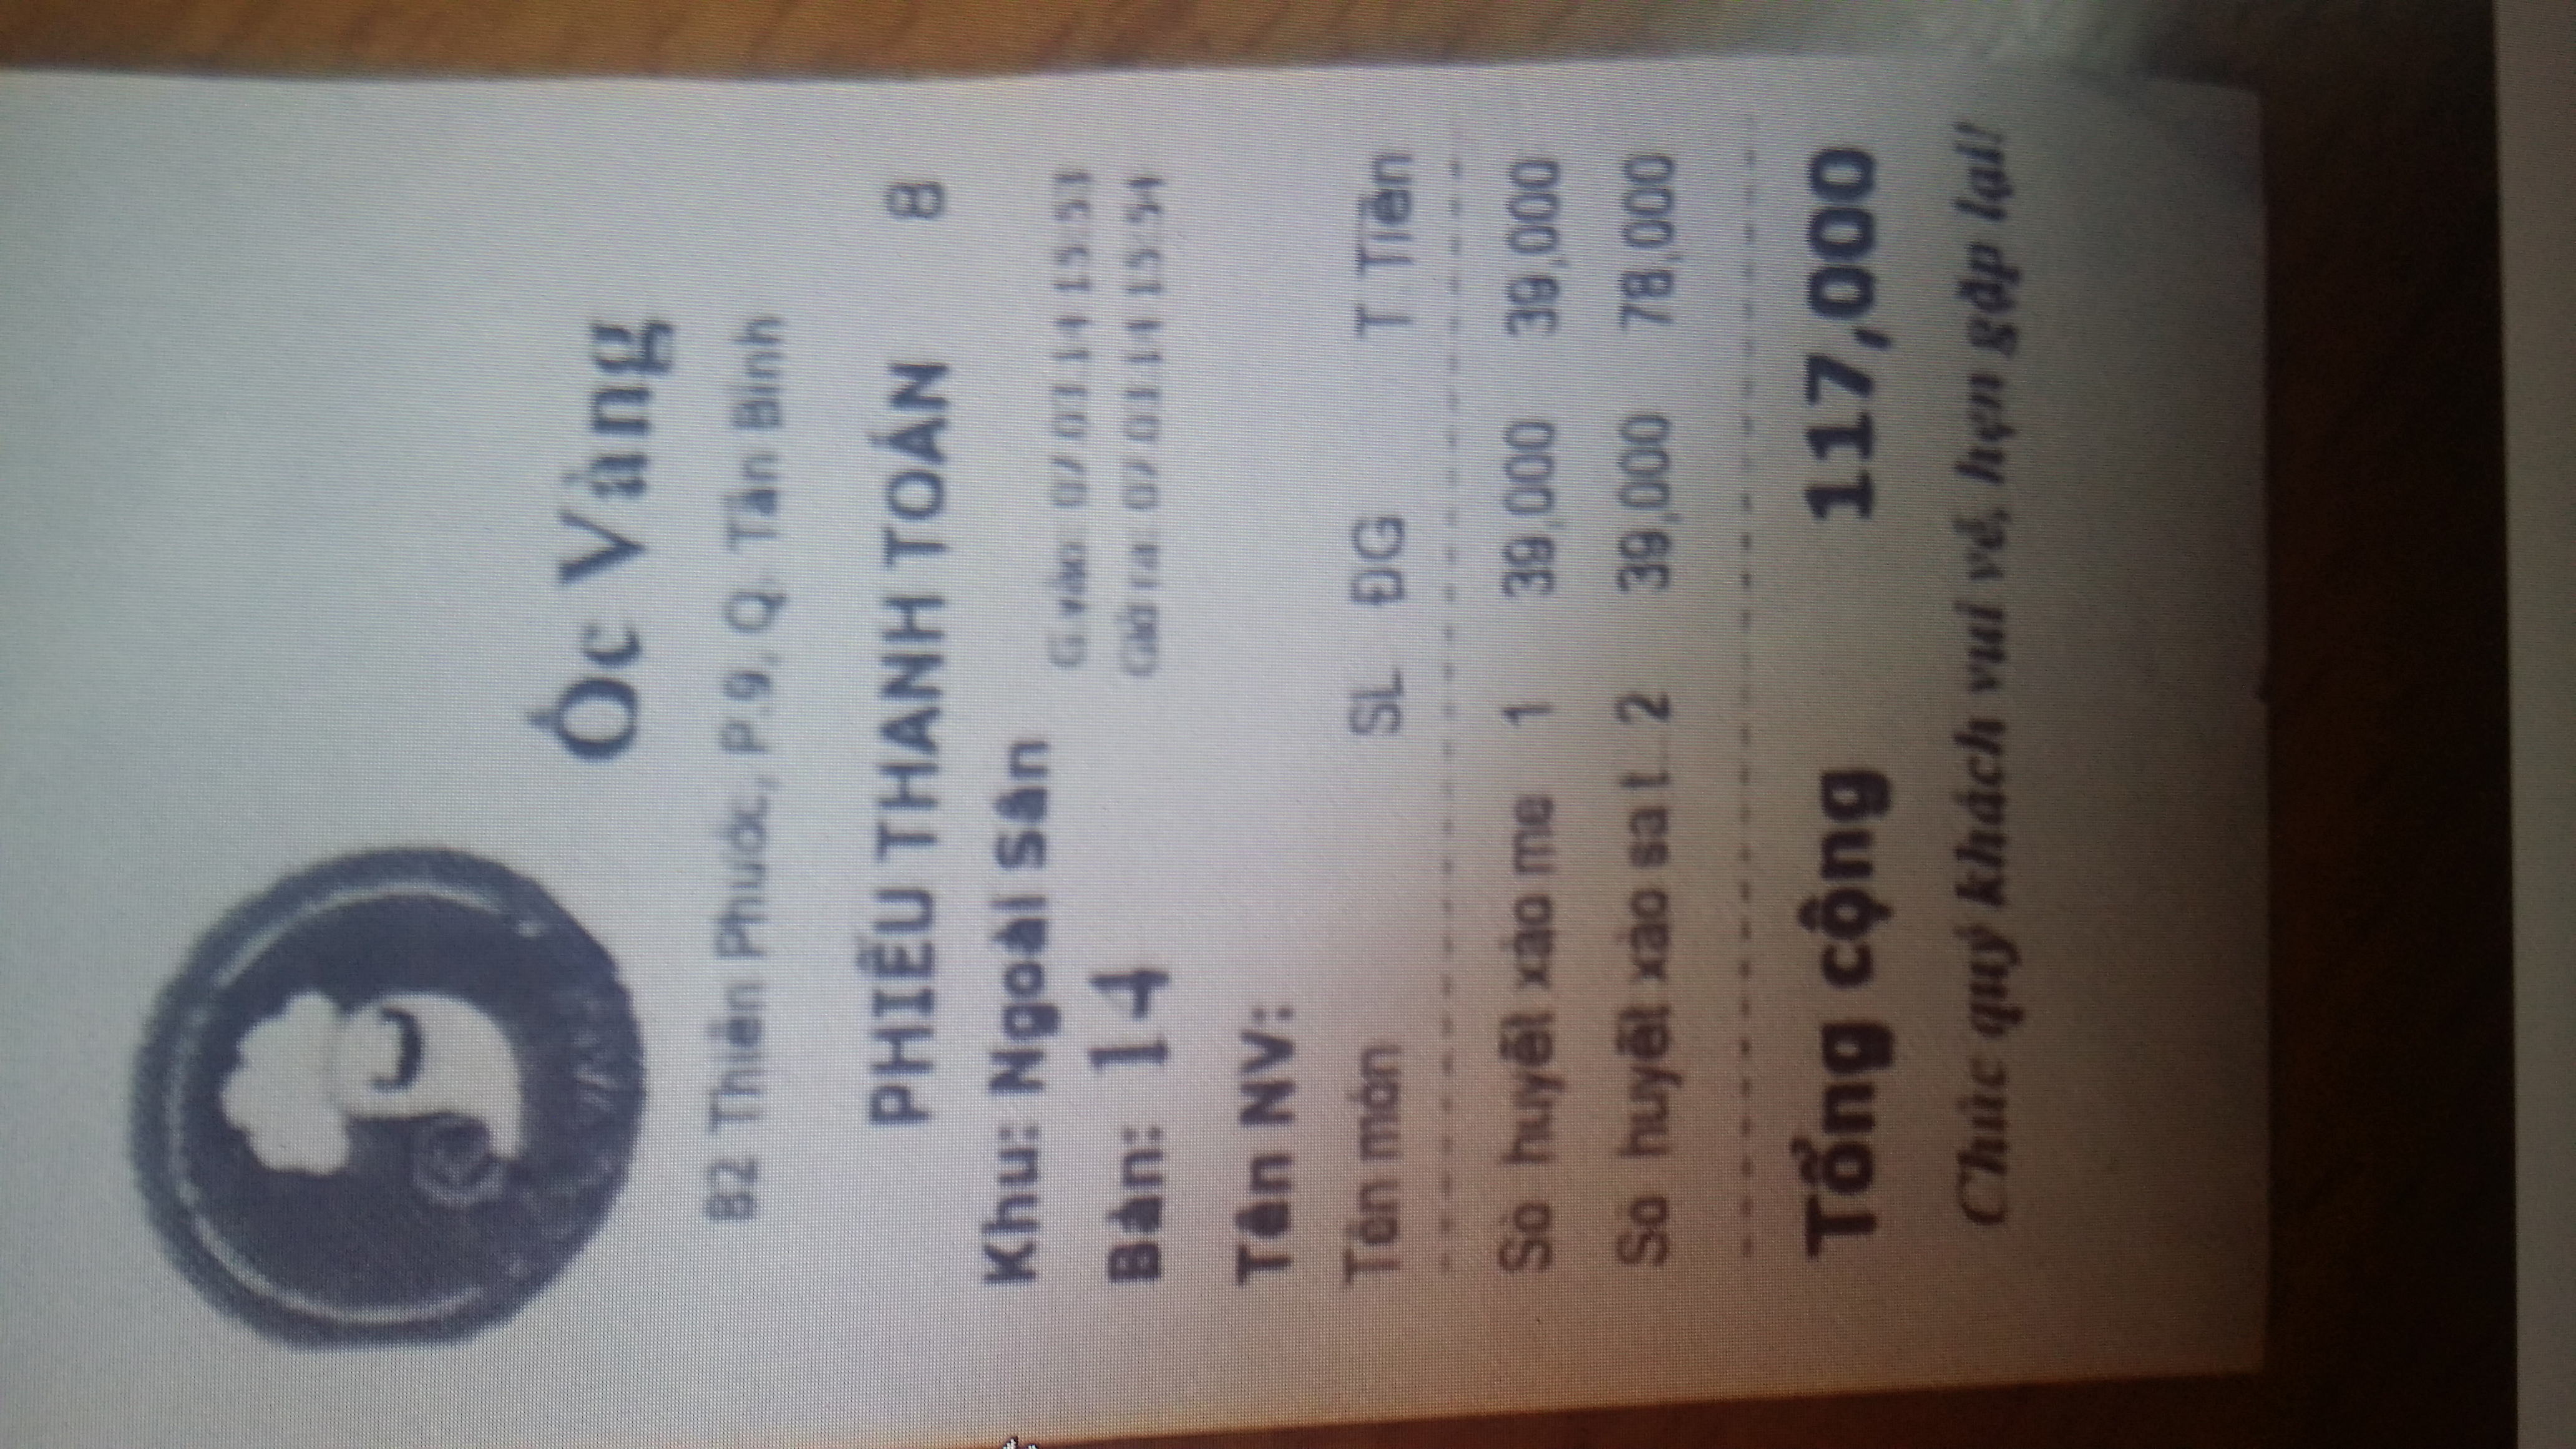 Ốc Vàng
B2 Thiên Phước, P.9, Q. Tân Bình
PHIẾU THANH TOÁN 8
Khu: Ngoài Sân
G.vào: 07.03.14 15:53
Bàn: 14
Giờ ra: 07.03.14 15:54
Tên NV:
Tên món SL ĐG T.Tiền
Sò huyết xào me 1 39,000 39,000
Sò huyết xào sa t 2 39,000 78,000
Tổng cộng 117,000
Chúc quý khách vui vẻ, hẹn gặp lại!